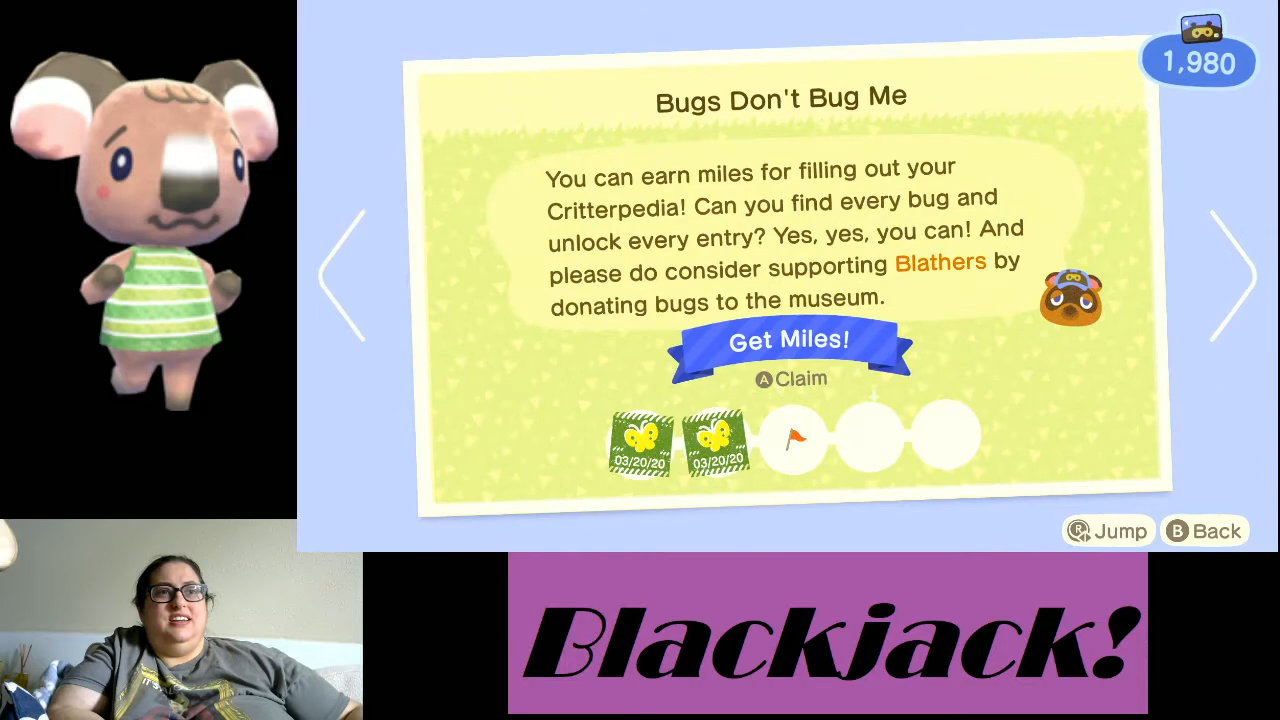 1,980
Bugs Don't Bug Me
You can earn miles for filling out your
Critterpedia! Can you find every bug and
unlock every entry? Yes, yes, you can! And
please do consider supporting Blathers by
donating bugs to the museum.
Get Miles!
A Claim
03/20/20 03/20/20
R Jump B Back
Blackjack!